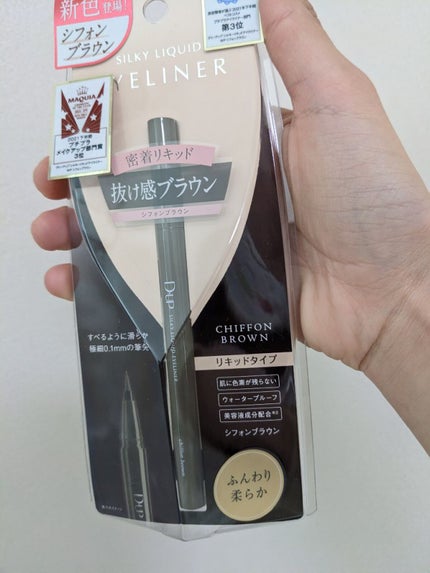 新色登場!
シフォン
ブラウン
第3位
SILKY LIQUID
EYELINER
MAQUIA
2021下半期
プチプラ
メイクアップ部門賞
3位
密着リキッド
抜け感ブラウン
シフォンブラウン
すべるように滑らか
極細0.1mmの筆先
D-UP SILKY LIQUID EYELINER
chiffon brown
CHIFFON
BROWN
リキッドタイプ
肌に色素が残らない
ウォータープルーフ
美容液成分配合※2
シフォンブラウン
ふんわり
柔らか
D-UP